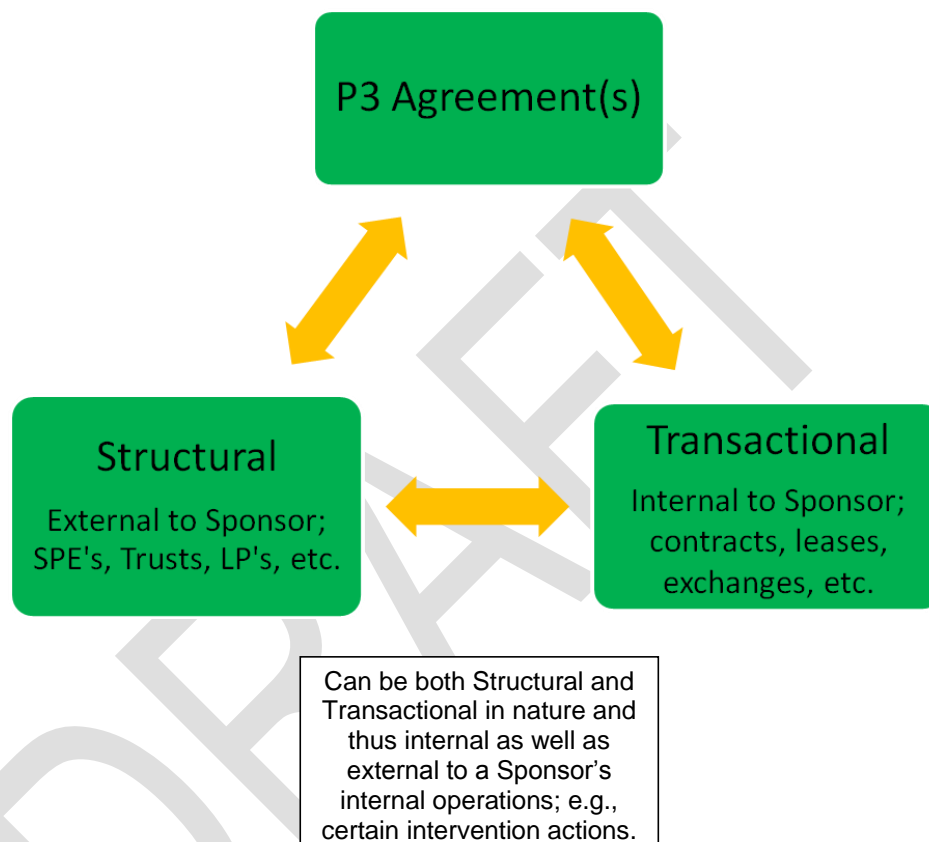 P3 Agreement(s)
Structural
External to Sponsor;
SPE's, Trusts, LP's, etc.
Transactional
Internal to Sponsor;
contracts, leases,
exchanges, etc.
Can be both Structural and
Transactional in nature and
thus internal as well as
external to a Sponsor’s
internal operations; e.g.,
certain intervention actions.
DRAFT